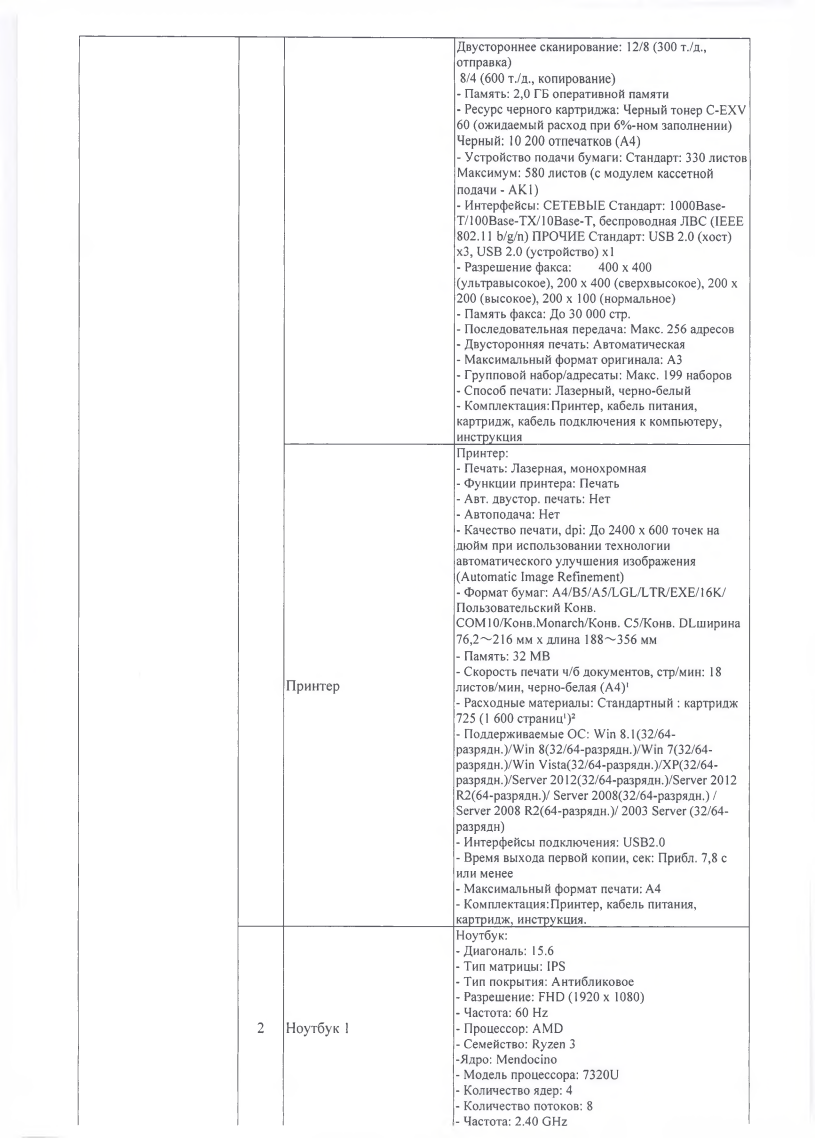 Двустороннее сканирование: 12/8 (300 т./д.,
отправка)
8/4 (600 т./д., копирование)
- Память: 2,0 ГБ оперативной памяти
- Ресурс черного картриджа: Черный тонер C-EXV
60 (ожидаемый расход при 6%-ном заполнении)
Черный: 10 200 отпечатков (А4)
- Устройство подачи бумаги: Стандарт: 330 листов
Максимум: 580 листов (с модулем кассетной
подачи - AK1)
- Интерфейсы: СЕТЕВЫЕ Стандарт: 1000Base-
T/100Base-TX/10Base-T, беспроводная ЛВС (IEEE
802.11 b/g/n) ПРОЧИЕ Стандарт: USB 2.0 (хост)
x3, USB 2.0 (устройство) x1
- Разрешение факса: 400 x 400
(ультравысокое), 200 x 400 (сверхвысокое), 200 x
200 (высокое), 200 x 100 (нормальное)
- Память факса: До 30 000 стр.
- Последовательная передача: Макс. 256 адресов
- Двусторонняя печать: Автоматическая
- Максимальный формат оригинала: А3
- Групповой набор/адресаты: Макс. 199 наборов
- Способ печати: Лазерный, черно-белый
- Комплектация:Принтер, кабель питания,
картридж, кабель подключения к компьютеру,
инструкция
Принтер
Принтер:
- Печать: Лазерная, монохромная
- Функции принтера: Печать
- Авт. двустор. печать: Нет
- Автоподача: Нет
- Качество печати, dpi: До 2400 x 600 точек на
дюйм при использовании технологии
автоматического улучшения изображения
(Automatic Image Refinement)
- Формат бумаг: A4/B5/A5/LGL/LTR/EXE/16K/
Пользовательский Конв.
COM10/Конв.Monarch/Конв. C5/Конв. DLширина
76,2～216 мм x длина 188～356 мм
- Память: 32 MB
- Скорость печати ч/б документов, стр/мин: 18
листов/мин, черно-белая (А4)¹
- Расходные материалы: Стандартный : картридж
725 (1 600 страниц¹)²
- Поддерживаемые ОС: Win 8.1(32/64-
разрядн.)/Win 8(32/64-разрядн.)/Win 7(32/64-
разрядн.)/Win Vista(32/64-разрядн.)/XP(32/64-
разрядн.)/Server 2012(32/64-разрядн.)/Server 2012
R2(64-разрядн.)/ Server 2008(32/64-разрядн.) /
Server 2008 R2(64-разрядн.)/ 2003 Server (32/64-
разрядн)
- Интерфейсы подключения: USB2.0
- Время выхода первой копии, сек: Прибл. 7,8 с
или менее
- Максимальный формат печати: А4
- Комплектация:Принтер, кабель питания,
картридж, инструкция.
2
Ноутбук 1
Ноутбук:
- Диагональ: 15.6
- Тип матрицы: IPS
- Тип покрытия: Антибликовое
- Разрешение: FHD (1920 x 1080)
- Частота: 60 Hz
- Процессор: AMD
- Семейство: Ryzen 3
-Ядро: Mendocino
- Модель процессора: 7320U
- Количество ядер: 4
- Количество потоков: 8
- Частота: 2.40 GHz